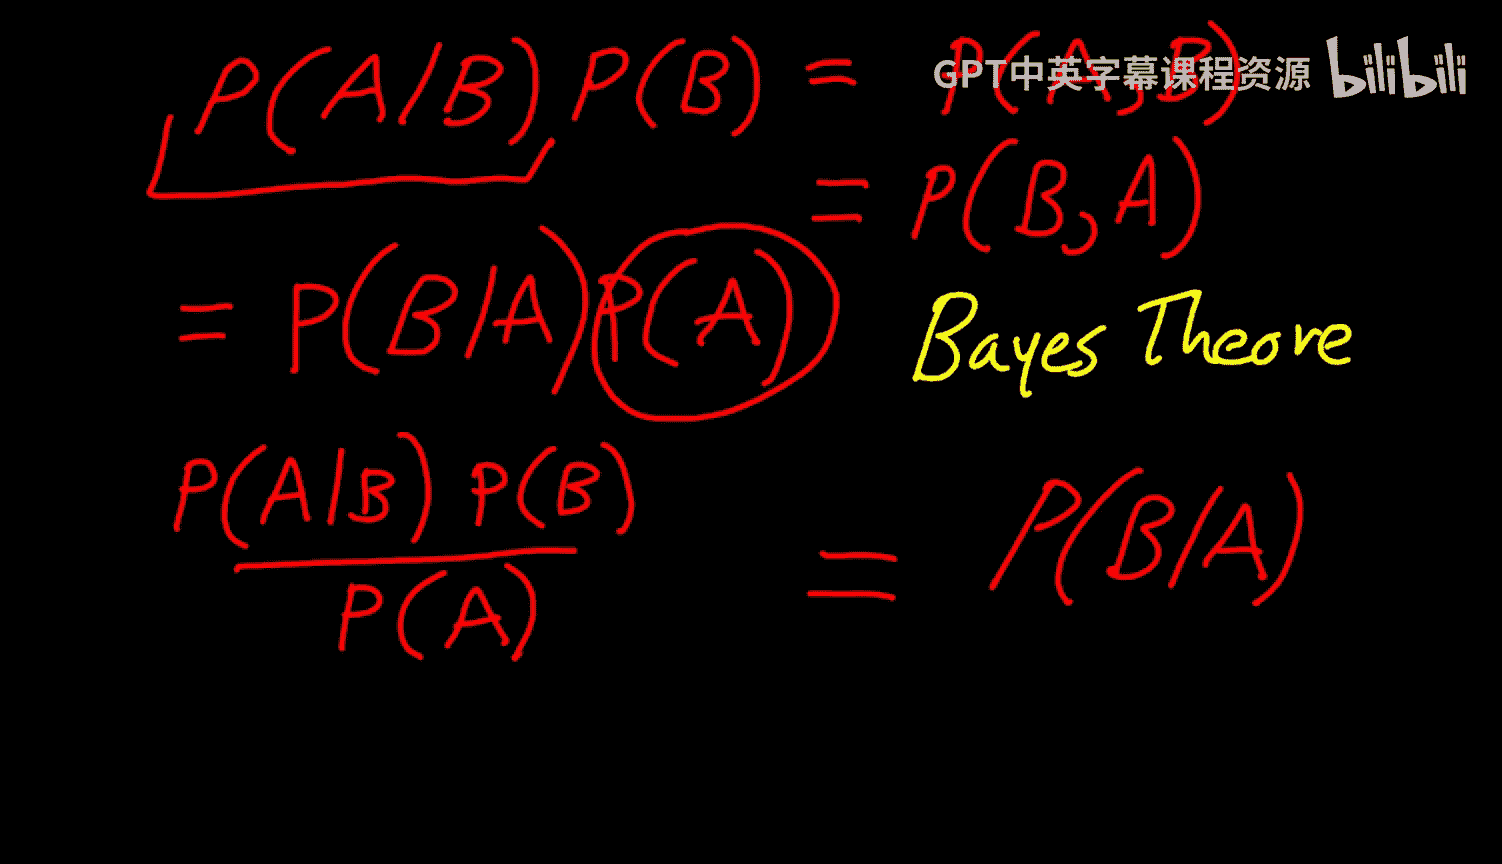 P(A/B) P(B) = P(A,B)
GPT中英字幕课程资源 bilibili
= P(B,A)
= P(B/A) P(A)
Bayes Theore
P(A|B) P(B)
P(A)
= P(B/A)